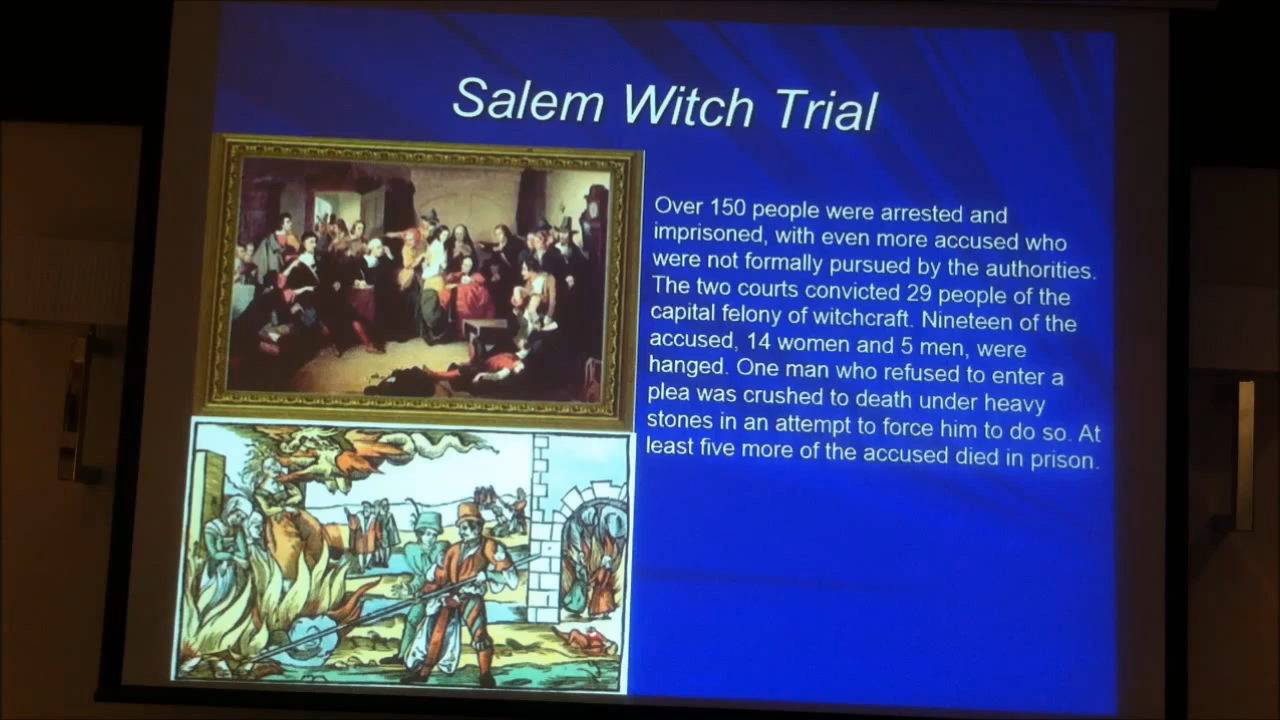 Salem Witch Trial
Over 150 people were arrested and
imprisoned, with even more accused who
were not formally pursued by the authorities.
The two courts convicted 29 people of the
capital felony of witchcraft. Nineteen of the
accused, 14 women and 5 men, were
hanged. One man who refused to enter a
plea was crushed to death under heavy
stones in an attempt to force him to do so. At
least five more of the accused died in prison.